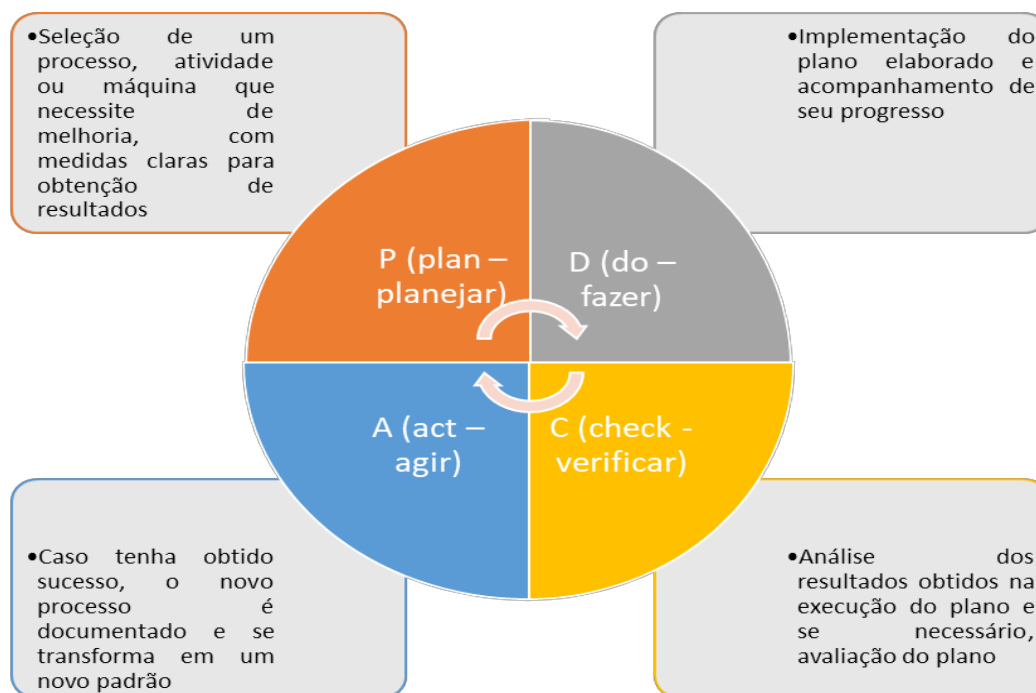 •Seleção de um
processo, atividade
ou máquina que
necessite de
melhoria, com
medidas claras para
obtenção de
resultados
•Implementação do
plano elaborado e
acompanhamento de
seu progresso
P (plan –
planejar)
D (do –
fazer)
A (act –
agir)
C (check -
verificar)
•Caso tenha obtido
sucesso, o novo
processo é
documentado e se
transforma em um
novo padrão
•Análise dos
resultados obtidos na
execução do plano e
se necessário,
avaliação do plano